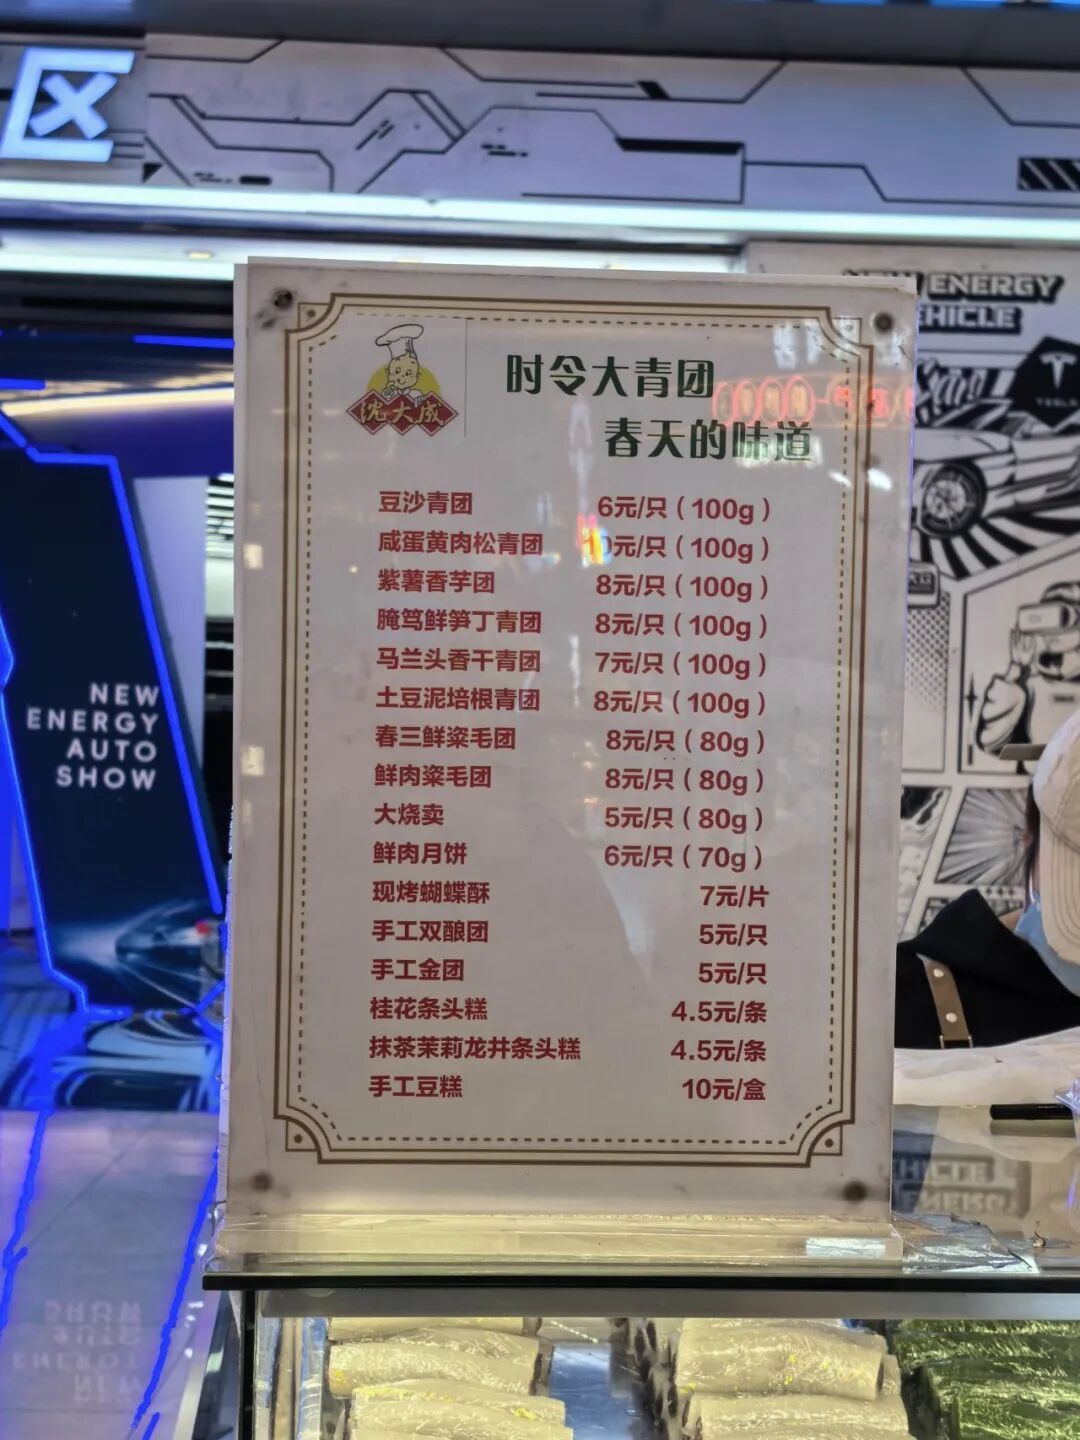 区
NEW ENERGY
VEHICLE
TESLA
沈大成
时令大青团
春天的味道
豆沙青团 6元/只（100g）
咸蛋黄肉松青团 10元/只（100g）
紫薯香芋团 8元/只（100g）
腌笃鲜笋丁青团 8元/只（100g）
马兰头香干青团 7元/只（100g）
土豆泥培根青团 8元/只（100g）
春三鲜粢毛团 8元/只（80g）
鲜肉粢毛团 8元/只（80g）
大烧卖 5元/只（80g）
鲜肉月饼 6元/只（70g）
现烤蝴蝶酥 7元/片
手工双酿团 5元/只
手工金团 5元/只
桂花条头糕 4.5元/条
抹茶茉莉龙井条头糕 4.5元/条
手工豆糕 10元/盒
NEW
ENERGY
AUTO
SHOW